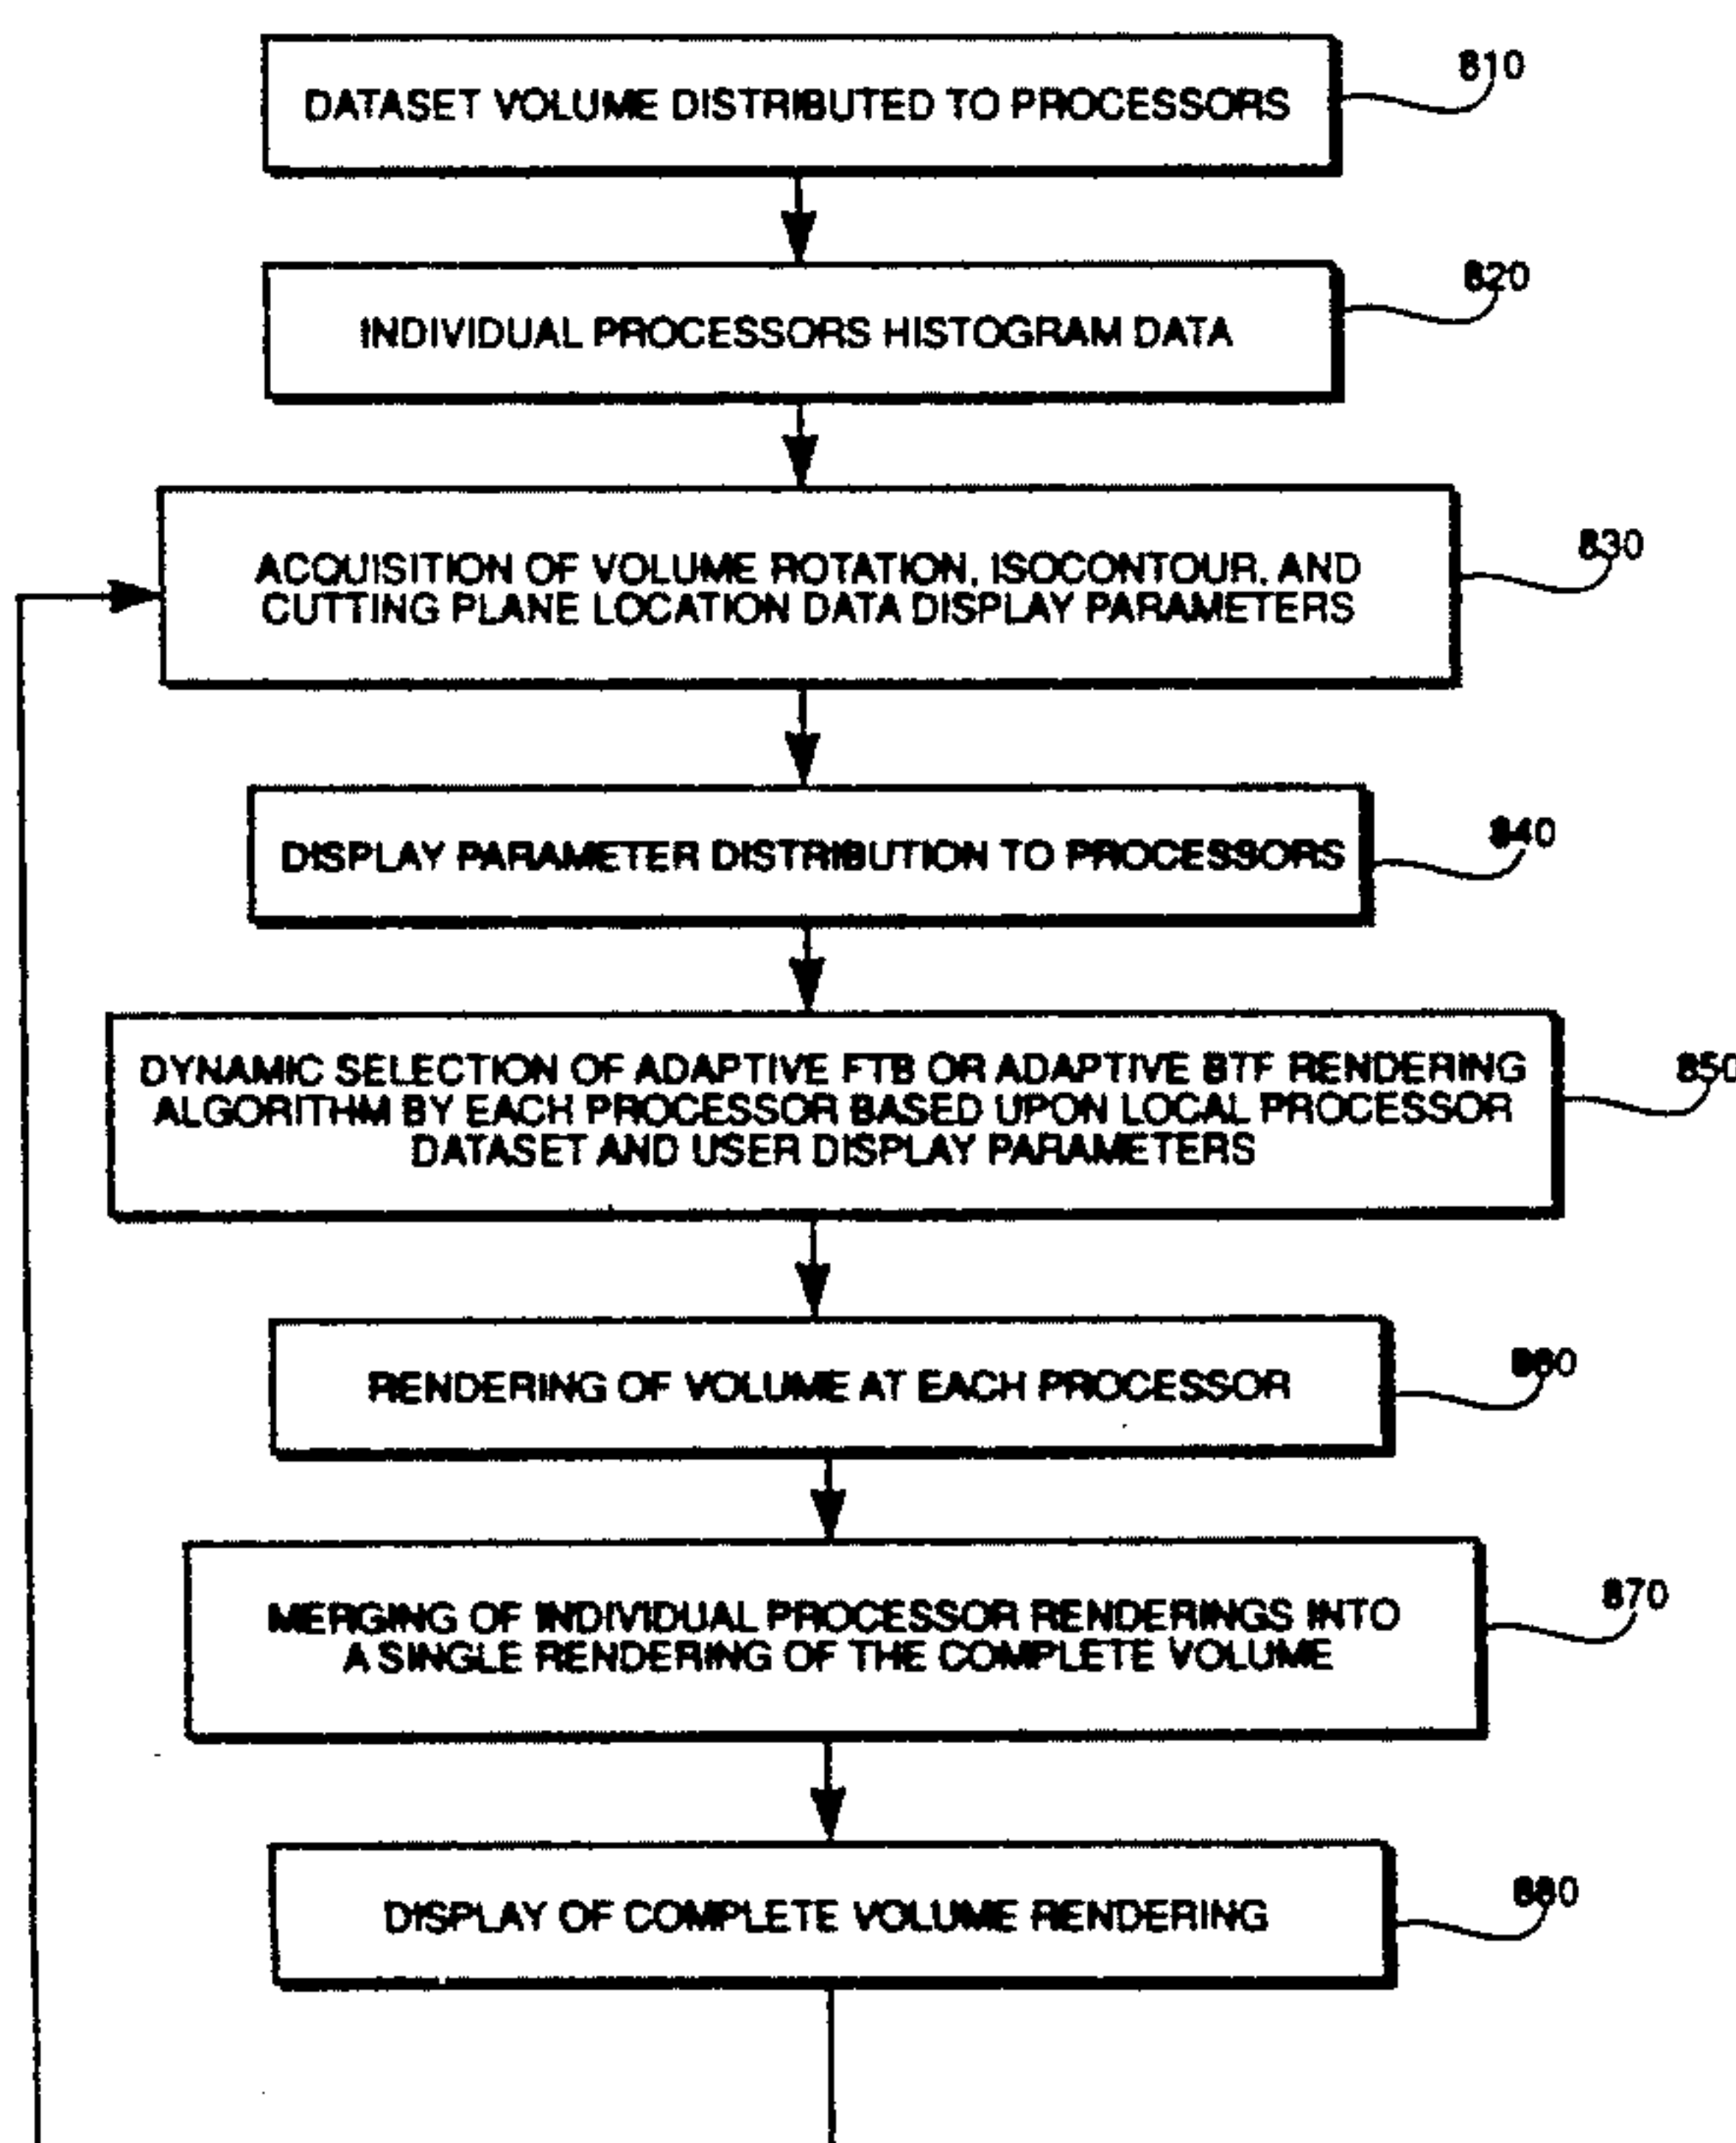 DATASET VOLUME DISTRIBUTED TO PROCESSORS
810
INDIVIDUAL PROCESSORS HISTOGRAM DATA
820
ACQUISITION OF VOLUME ROTATION, ISOCONTOUR, AND
CUTTING PLANE LOCATION DATA DISPLAY PARAMETERS
830
DISPLAY PARAMETER DISTRIBUTION TO PROCESSORS
840
DYNAMIC SELECTION OF ADAPTIVE FTB OR ADAPTIVE BTF RENDERING
ALGORITHM BY EACH PROCESSOR BASED UPON LOCAL PROCESSOR
DATASET AND USER DISPLAY PARAMETERS
850
RENDERING OF VOLUME AT EACH PROCESSOR
860
MERGING OF INDIVIDUAL PROCESSOR RENDERINGS INTO
A SINGLE RENDERING OF THE COMPLETE VOLUME
870
DISPLAY OF COMPLETE VOLUME RENDERING
880